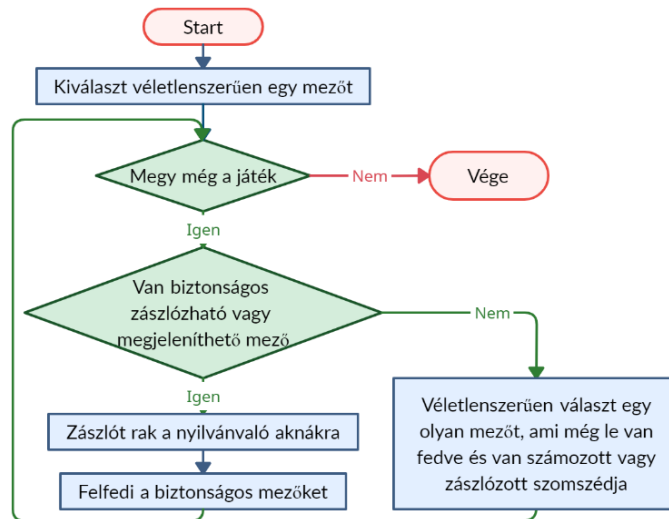 Start
Kiválaszt véletlenszerűen egy mezőt
Megy még a játék
Nem
Vége
Igen
Van biztonságos
zászlózható vagy
megjeleníthető mező
Nem
Igen
Zászlót rak a nyilvánvaló aknákra
Felfedi a biztonságos mezőket
Véletlenszerűen választ egy
olyan mezőt, ami még le van
fedve és van számozott vagy
zászlózott szomszédja